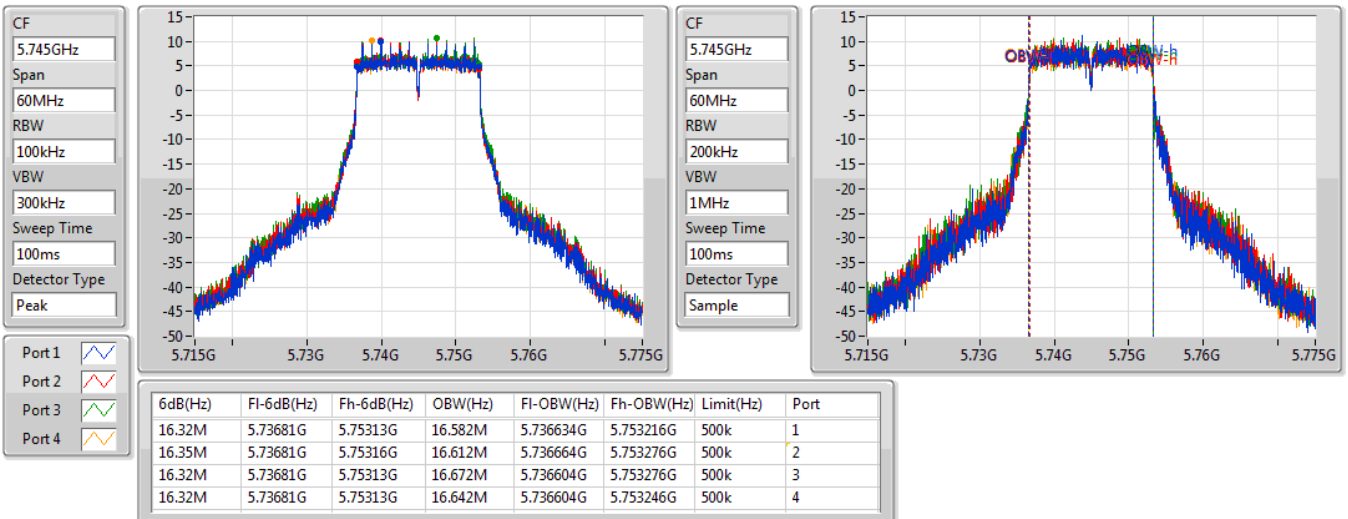 CF
5.745GHz
Span
60MHz
RBW
100kHz
VBW
300kHz
Sweep Time
100ms
Detector Type
Peak
15
10
5
0
-5
-10
-15
-20
-25
-30
-35
-40
-45
-50
5.715G 5.73G 5.74G 5.75G 5.76G 5.775G
CF
5.745GHz
Span
60MHz
RBW
200kHz
VBW
1MHz
Sweep Time
100ms
Detector Type
Sample
15
10
5
0
-5
-10
-15
-20
-25
-30
-35
-40
-45
-50
5.715G 5.73G 5.74G 5.75G 5.76G 5.775G
Port 1
Port 2
Port 3
Port 4
6dB(Hz) Fl-6dB(Hz) Fh-6dB(Hz) OBW(Hz) Fl-OBW(Hz) Fh-OBW(Hz) Limit(Hz) Port
16.32M 5.73681G 5.75313G 16.582M 5.736634G 5.753216G 500k 1
16.35M 5.73681G 5.75316G 16.612M 5.736664G 5.753276G 500k 2
16.32M 5.73681G 5.75313G 16.672M 5.736604G 5.753276G 500k 3
16.32M 5.73681G 5.75313G 16.642M 5.736604G 5.753246G 500k 4